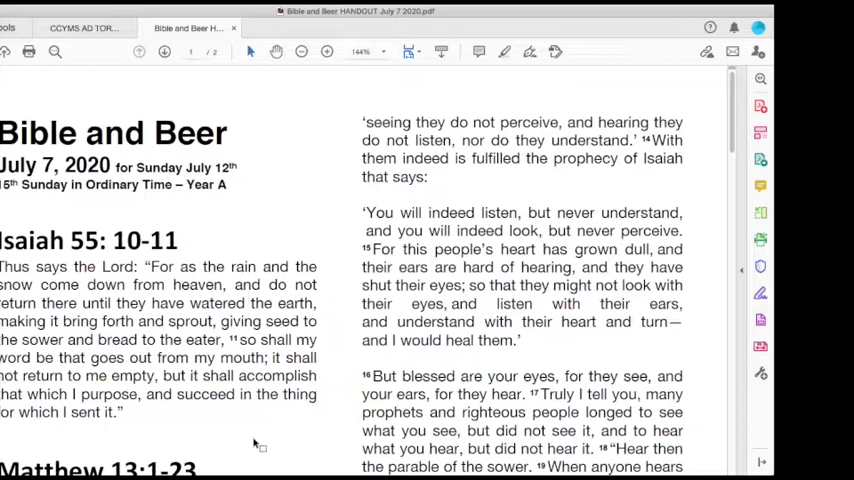 Bible and Beer HANDOUT July 7 2020.pdf
ools
CCYMS AD TOR...
Bible and Beer H...
×
1 / 2
144%
Bible and Beer
July 7, 2020 for Sunday July 12th
15th Sunday in Ordinary Time – Year A
Isaiah 55: 10-11
Thus says the Lord: “For as the rain and the
snow come down from heaven, and do not
return there until they have watered the earth,
making it bring forth and sprout, giving seed to
the sower and bread to the eater, 11 so shall my
word be that goes out from my mouth; it shall
not return to me empty, but it shall accomplish
that which I purpose, and succeed in the thing
for which I sent it.”
Matthew 13:1-23
‘seeing they do not perceive, and hearing they
do not listen, nor do they understand.’ 14 With
them indeed is fulfilled the prophecy of Isaiah
that says:
‘You will indeed listen, but never understand,
and you will indeed look, but never perceive.
15 For this people’s heart has grown dull, and
their ears are hard of hearing, and they have
shut their eyes; so that they might not look with
their eyes, and listen with their ears,
and understand with their heart and turn—
and I would heal them.’
16 But blessed are your eyes, for they see, and
your ears, for they hear. 17 Truly I tell you, many
prophets and righteous people longed to see
what you see, but did not see it, and to hear
what you hear, but did not hear it. 18 “Hear then
the parable of the sower. 19 When anyone hears